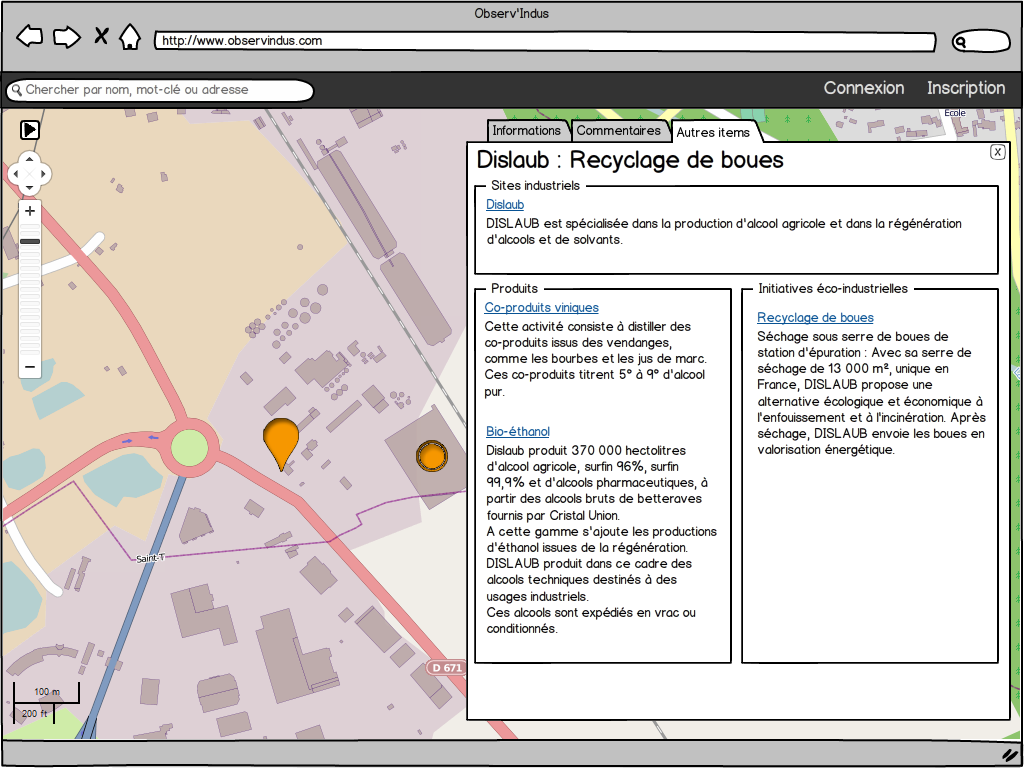 Observ'Indus
http://www.observindus.com
Chercher par nom, mot-clé ou adresse
Connexion
Inscription
École
Informations
Commentaires
Autres items
Dislaub : Recyclage de boues
X
Sites industriels
Dislaub
DISLAUB est spécialisée dans la production d'alcool agricole et dans la régénération
d'alcools et de solvants.
Produits
Co-produits viniques
Cette activité consiste à distiller des
co-produits issus des vendanges,
comme les bourbes et les jus de marc.
Ces co-produits titrent 5° à 9° d'alcool
pur.
Bio-éthanol
Dislaub produit 370 000 hectolitres
d'alcool agricole, surfin 96%, surfin
99,9% et d'alcools pharmaceutiques, à
partir des alcools bruts de betteraves
fournis par Cristal Union.
A cette gamme s'ajoute les productions
d'éthanol issues de la régénération.
DISLAUB produit dans ce cadre des
alcools techniques destinés à des
usages industriels.
Ces alcools sont expédiés en vrac ou
conditionnés.
Initiatives éco-industrielles
Recyclage de boues
Séchage sous serre de boues de
station d'épuration : Avec sa serre de
séchage de 13 000 m², unique en
France, DISLAUB propose une
alternative écologique et économique à
l'enfouissement et à l'incinération. Après
séchage, DISLAUB envoie les boues en
valorisation énergétique.
Saint-T
D 671
100 m
200 ft